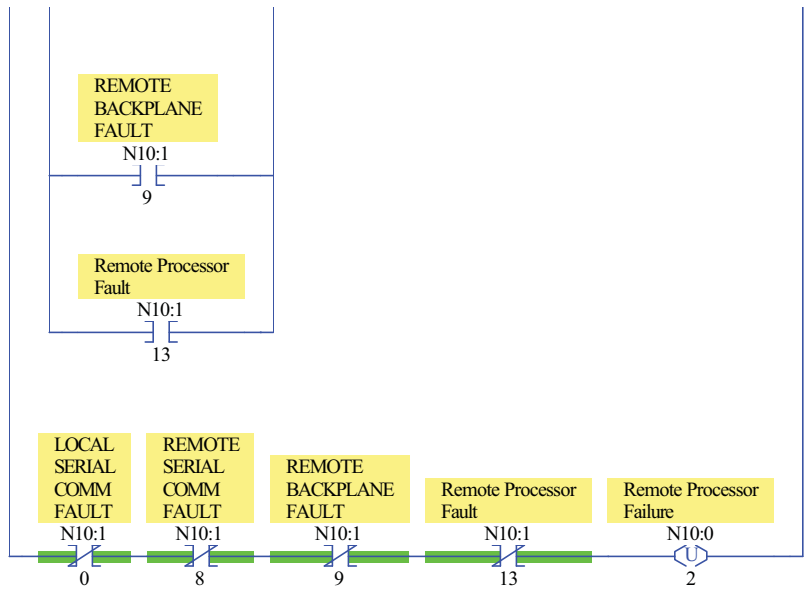 REMOTE
BACKPLANE
FAULT
N10:1
9
Remote Processor
Fault
N10:1
13
LOCAL
SERIAL
COMM
FAULT
N10:1
0
REMOTE
SERIAL
COMM
FAULT
N10:1
8
REMOTE
BACKPLANE
FAULT
N10:1
9
Remote Processor
Fault
N10:1
13
Remote Processor
Failure
N10:0
U
2